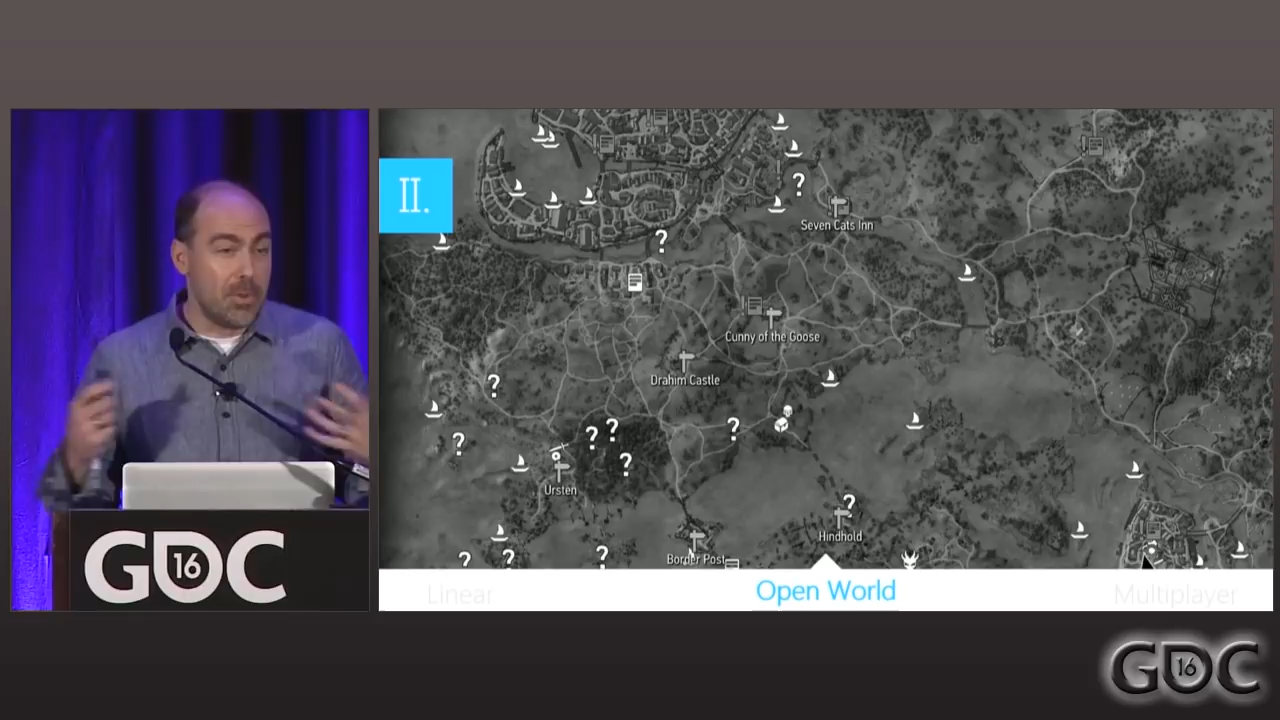 II.
Seven Cats Inn
Cunny of the Goose
Drahim Castle
Ursten
Hindhold
Border Post
Linear
Open World
Multiplayer
GDC
16
GDC
16